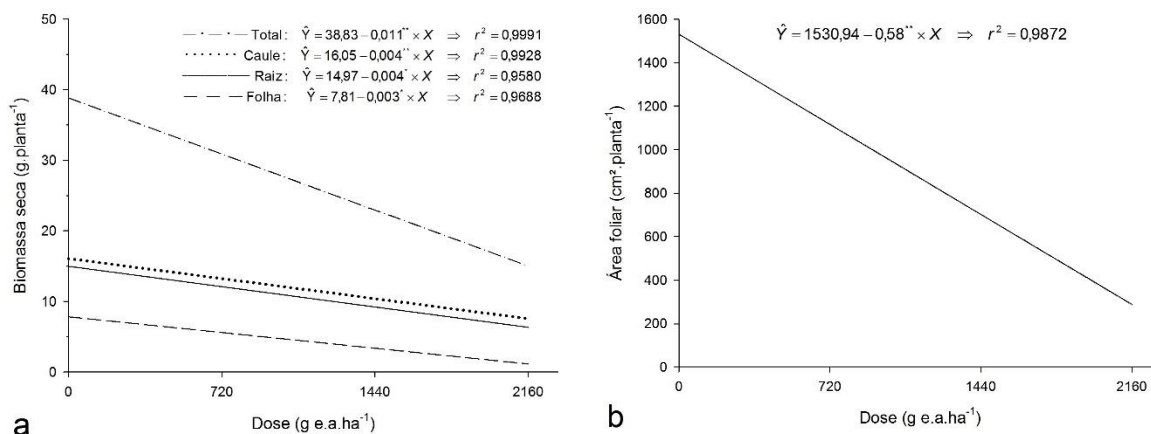 Total: Ŷ = 38,83 – 0,011** × X ⇒ r² = 0,9991
Caule: Ŷ = 16,05 – 0,004** × X ⇒ r² = 0,9928
Raiz: Ŷ = 14,97 – 0,004* × X ⇒ r² = 0,9580
Folha: Ŷ = 7,81 – 0,003* × X ⇒ r² = 0,9688
Biomassa seca (g.planta⁻¹)
50
40
30
20
10
0
0 720 1440 2160
Dose (g e.a.ha⁻¹)
a
Ŷ = 1530,94 – 0,58** × X ⇒ r² = 0,9872
Área foliar (cm².planta⁻¹)
1600
1400
1200
1000
800
600
400
200
0
0 720 1440 2160
Dose (g e.a.ha⁻¹)
b